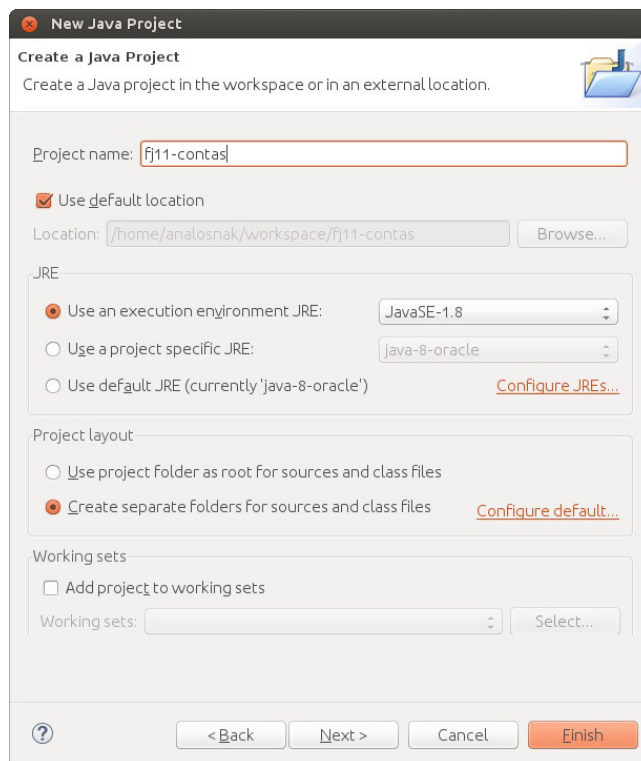 New Java Project
Create a Java Project
Create a Java project in the workspace or in an external location.
Project name: fj11-contas
Use default location
Location: /home/analosnak/workspace/fj11-contas Browse...
JRE
Use an execution environment JRE: JavaSE-1.8
Use a project specific JRE: java-8-oracle
Use default JRE (currently 'java-8-oracle') Configure JREs...
Project layout
Use project folder as root for sources and class files
Create separate folders for sources and class files Configure default...
Working sets
Add project to working sets
Working sets: Select...
? < Back Next > Cancel Finish